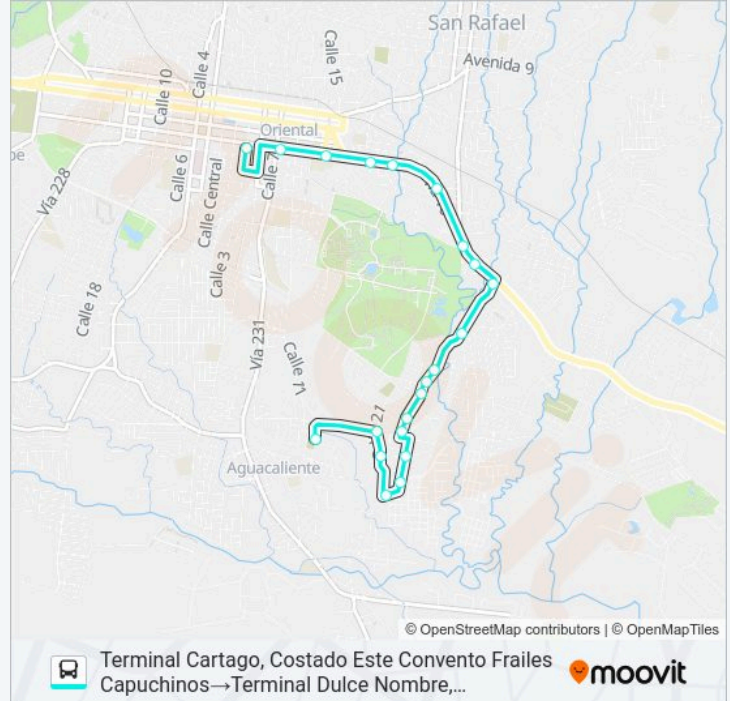 San Rafael
Calle 15
Avenida 9
Calle 4
Calle 10
Oriental
Calle 7
Calle 6
Calle Central
Vía 228
Calle 3
Calle 18
Vía 231
Calle 11
21
Aguacaliente
© OpenStreetMap contributors | © OpenMapTiles
Terminal Cartago, Costado Este Convento Frailes
Capuchinos→Terminal Dulce Nombre,...
moovit